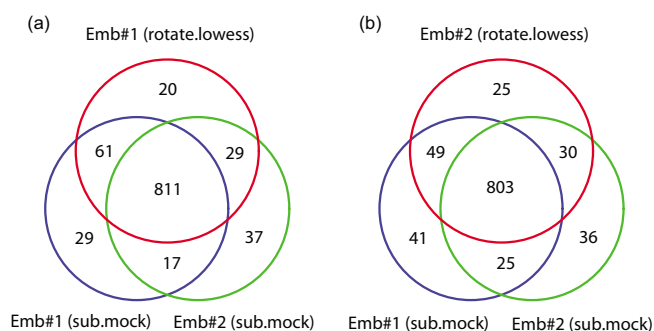 (a)
Emb#1 (rotate.lowess)
20
61
29
811
29
37
17
Emb#1 (sub.mock) Emb#2 (sub.mock)
(b)
Emb#2 (rotate.lowess)
25
49
30
803
41
36
25
Emb#1 (sub.mock) Emb#2 (sub.mock)